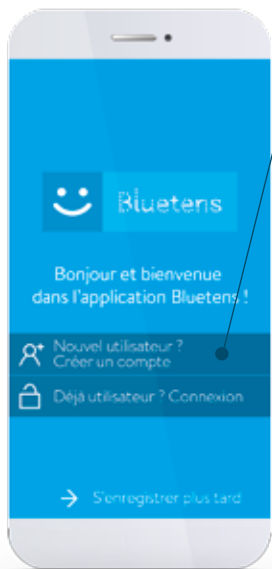 Bluetens
Bonjour et bienvenue
dans l'application Bluetens !
Nouvel utilisateur ?
Créer un compte
Déjà utilisateur ? Connexion
S'enregistrer plus tard